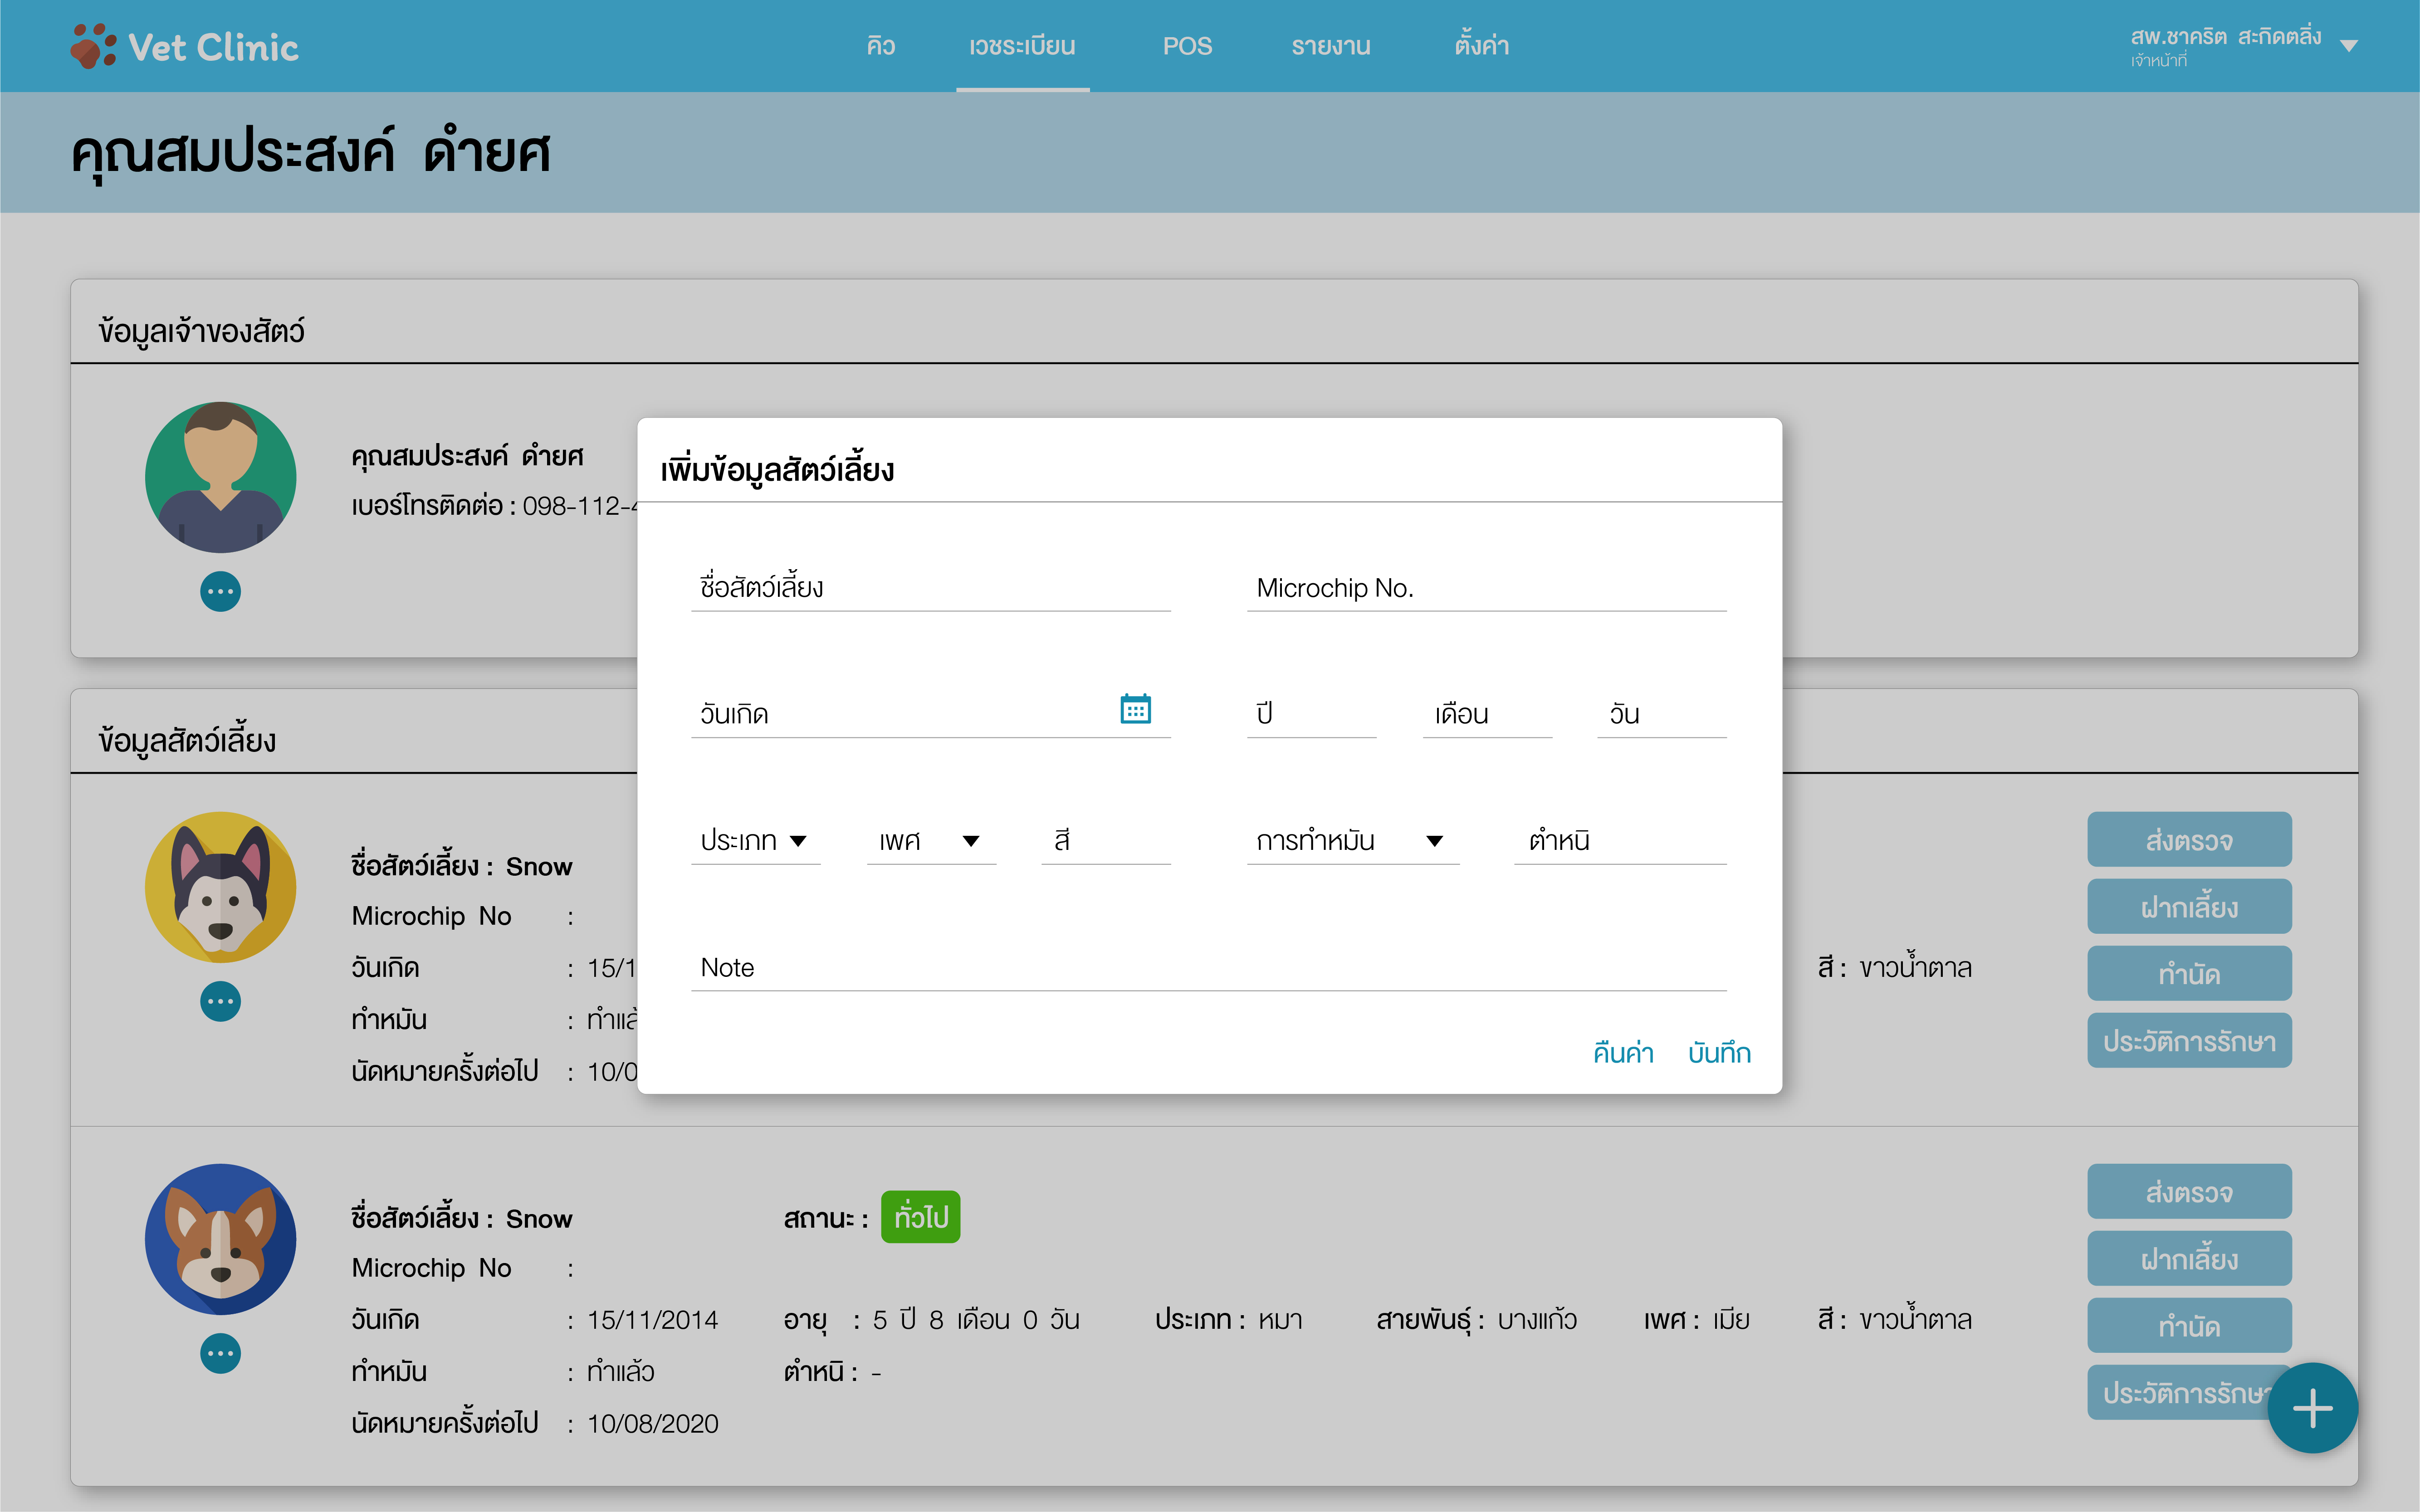 Vet Clinic
คิว เวชระเบียน POS รายงาน ตั้งค่า
สพ.ชาคริต สะกิดตลิ่ง
เจ้าหน้าที่
คุณสมประสงค์ ดำยศ
ข้อมูลเจ้าของสัตว์
คุณสมประสงค์ ดำยศ
เบอร์โทรติดต่อ : 098-112-
เพิ่มข้อมูลสัตว์เลี้ยง
ชื่อสัตว์เลี้ยง Microchip No.
วันเกิด ปี เดือน วัน
ประเภท เพศ สี การทำหมัน ตำหนิ
Note
คืนค่า บันทึก
ข้อมูลสัตว์เลี้ยง
ชื่อสัตว์เลี้ยง : Snow
Microchip No :
วันเกิด : 15/1
สี : ขาวน้ำตาล
ทำหมัน : ทำแล้
นัดหมายครั้งต่อไป : 10/0
ส่งตรวจ
ฝากเลี้ยง
ทำนัด
ประวัติการรักษา
ชื่อสัตว์เลี้ยง : Snow สถานะ : ทั่วไป
Microchip No :
วันเกิด : 15/11/2014 อายุ : 5 ปี 8 เดือน 0 วัน ประเภท : หมา สายพันธุ์ : บางแก้ว เพศ : เมีย สี : ขาวน้ำตาล
ทำหมัน : ทำแล้ว ตำหนิ : -
นัดหมายครั้งต่อไป : 10/08/2020
ส่งตรวจ
ฝากเลี้ยง
ทำนัด
ประวัติการรักษา